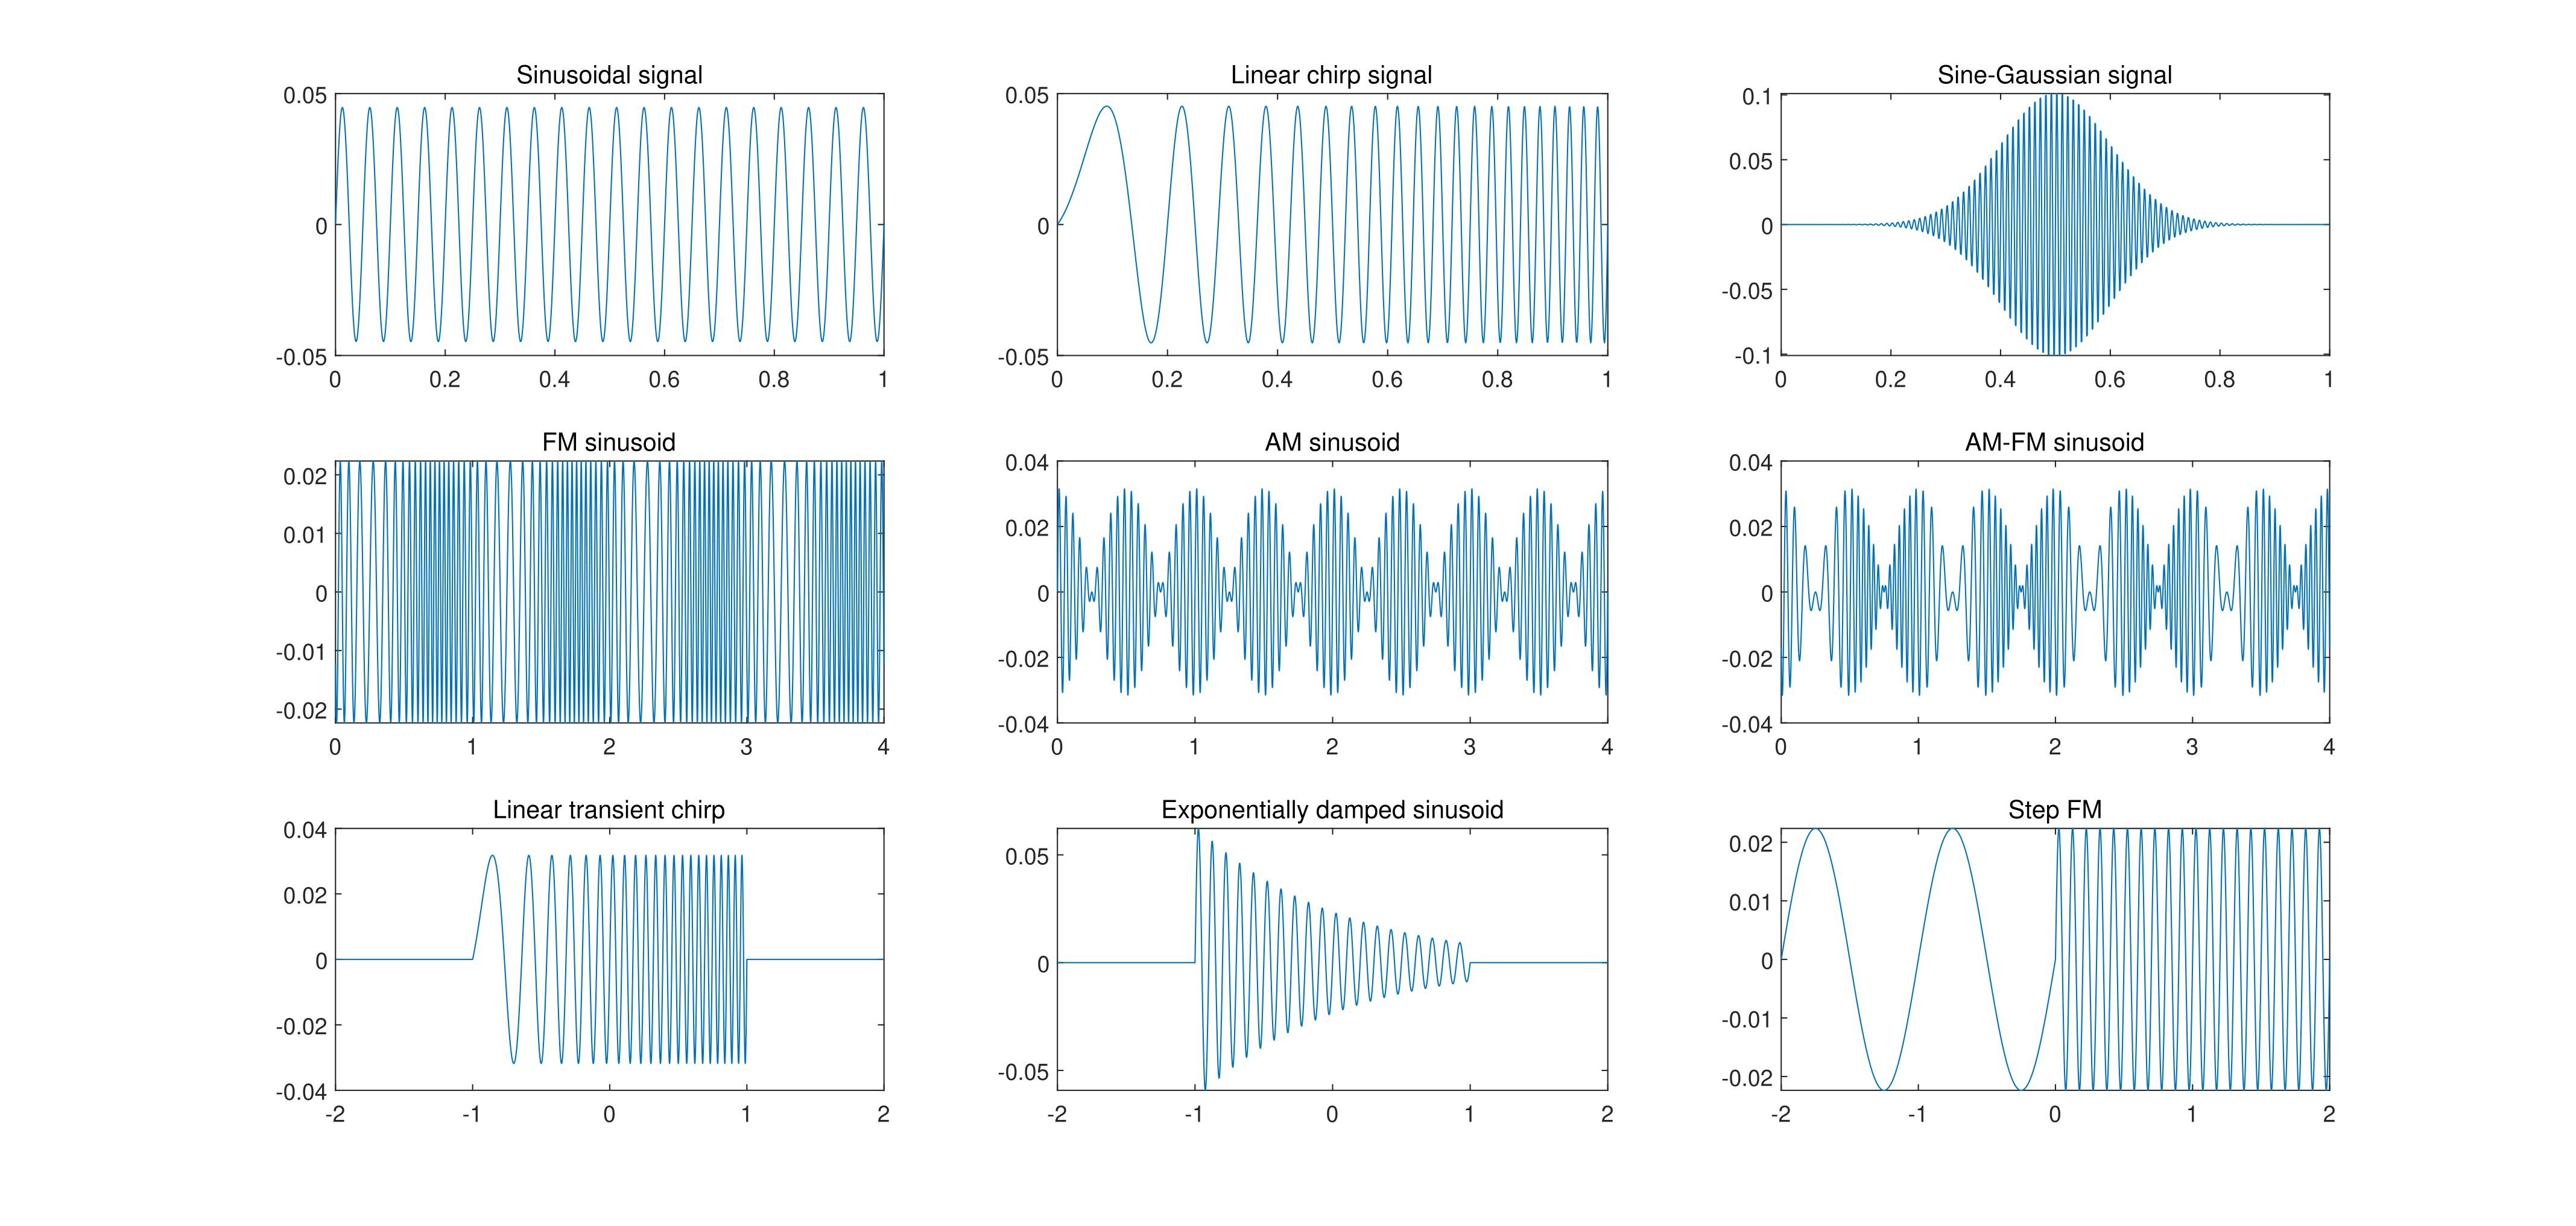 Sinusoidal signal
0.05
0
-0.05
0 0.2 0.4 0.6 0.8 1
Linear chirp signal
0.05
0
-0.05
0 0.2 0.4 0.6 0.8 1
Sine-Gaussian signal
0.1
0.05
0
-0.05
-0.1
0 0.2 0.4 0.6 0.8 1
FM sinusoid
0.02
0.01
0
-0.01
-0.02
0 1 2 3 4
AM sinusoid
0.04
0.02
0
-0.02
-0.04
0 1 2 3 4
AM-FM sinusoid
0.04
0.02
0
-0.02
-0.04
0 1 2 3 4
Linear transient chirp
0.04
0.02
0
-0.02
-0.04
-2 -1 0 1 2
Exponentially damped sinusoid
0.05
0
-0.05
-2 -1 0 1 2
Step FM
0.02
0.01
0
-0.01
-0.02
-2 -1 0 1 2